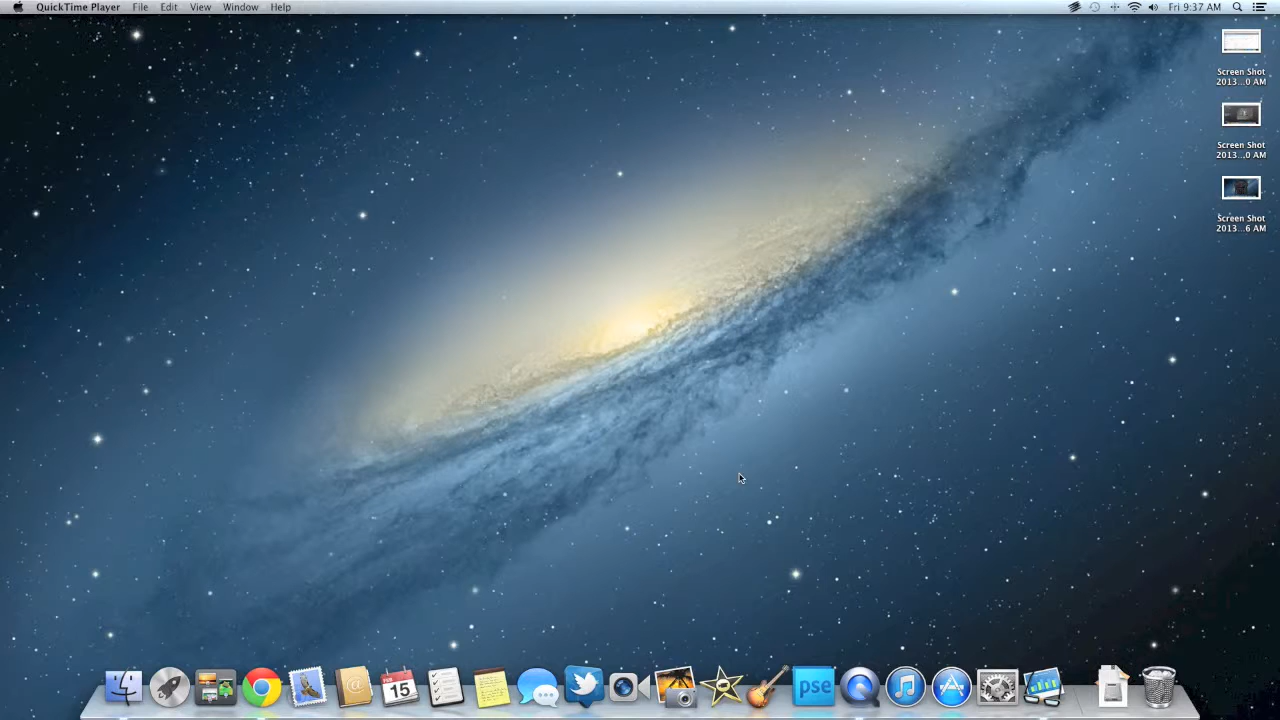 QuickTime Player File Edit View Window Help Fri 9:37 AM
Screen Shot
2013...0 AM
Screen Shot
2013...0 AM
Screen Shot
2013...6 AM
FEB
15
pse